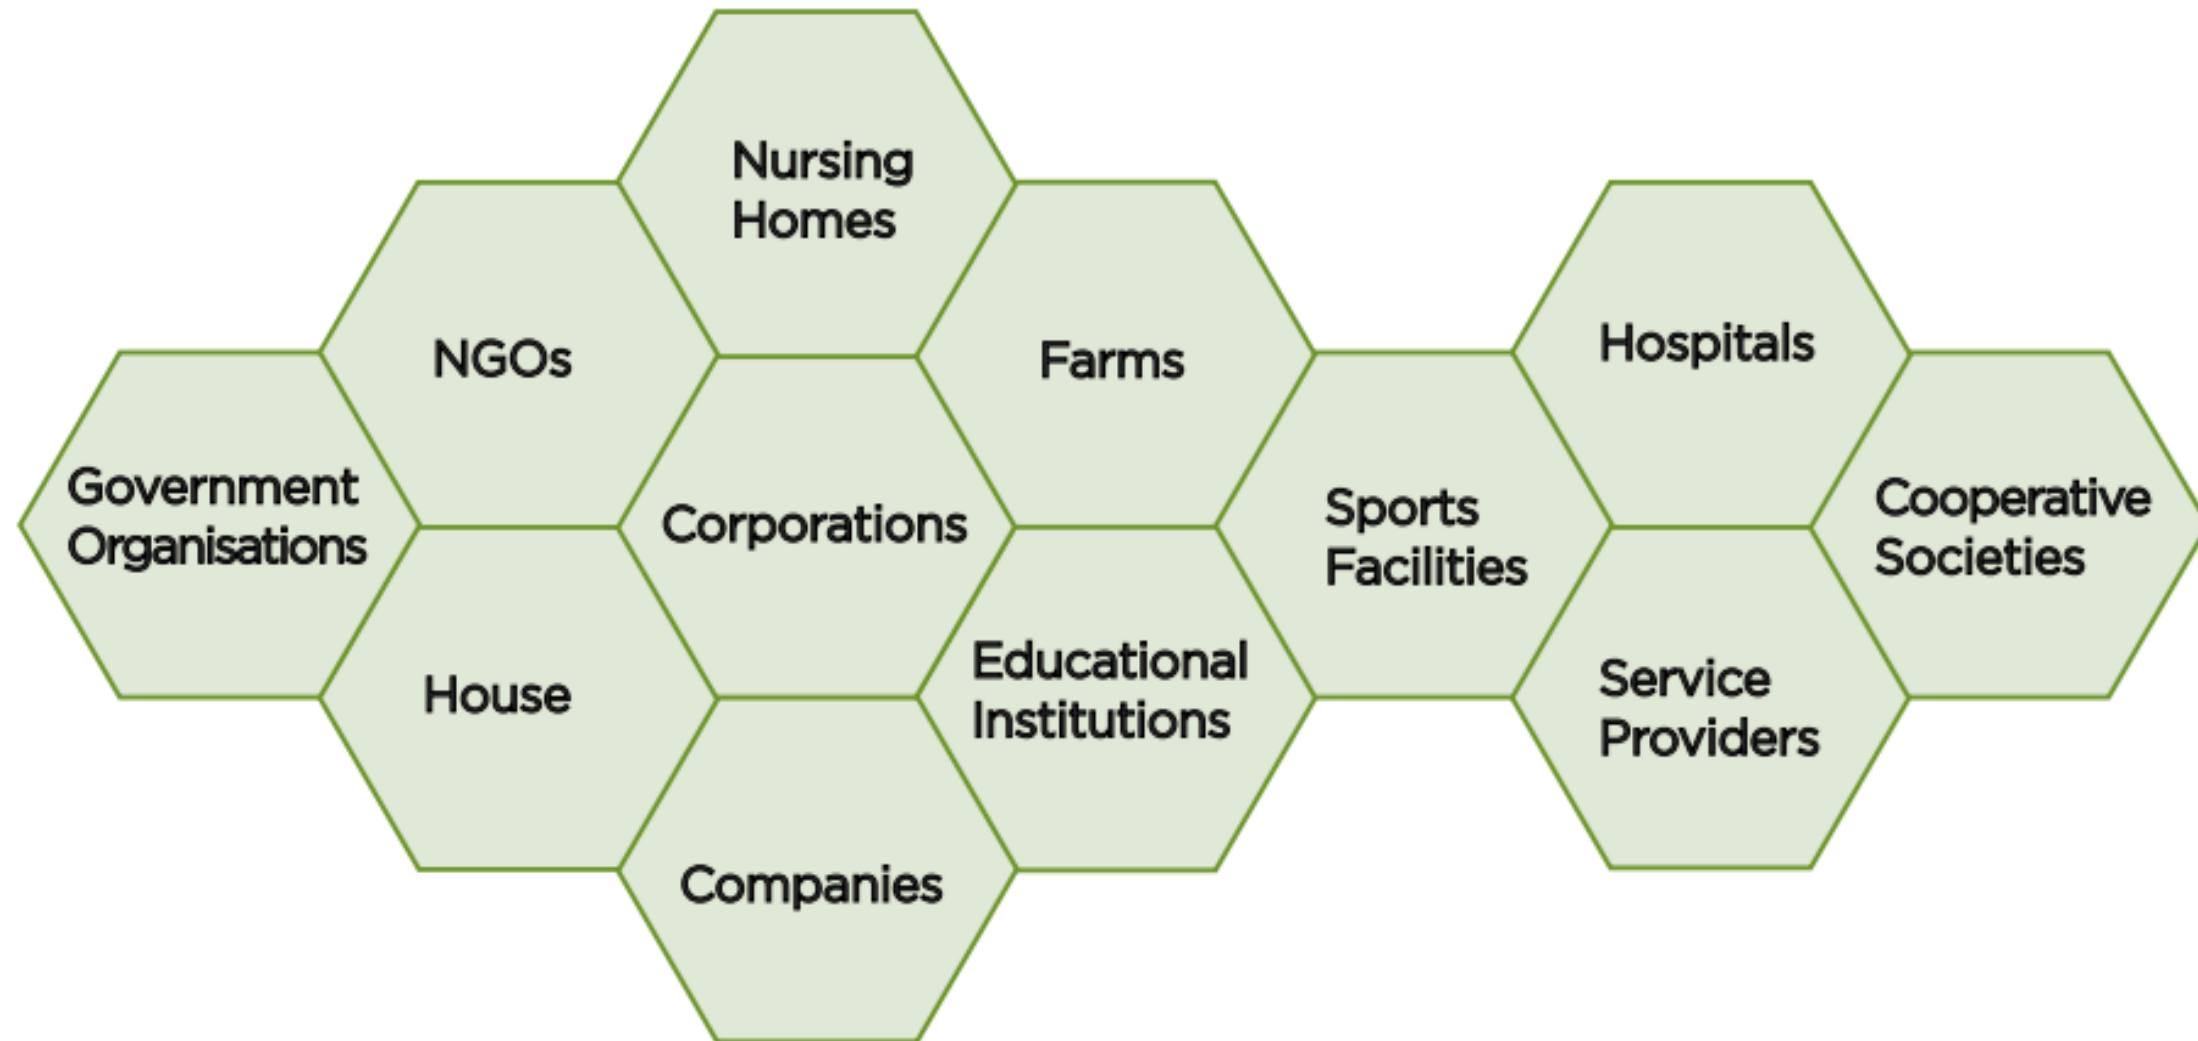 Nursing
Homes
NGOs
Farms
Hospitals
Government
Organisations
Corporations
Sports
Facilities
Cooperative
Societies
House
Educational
Institutions
Service
Providers
Companies